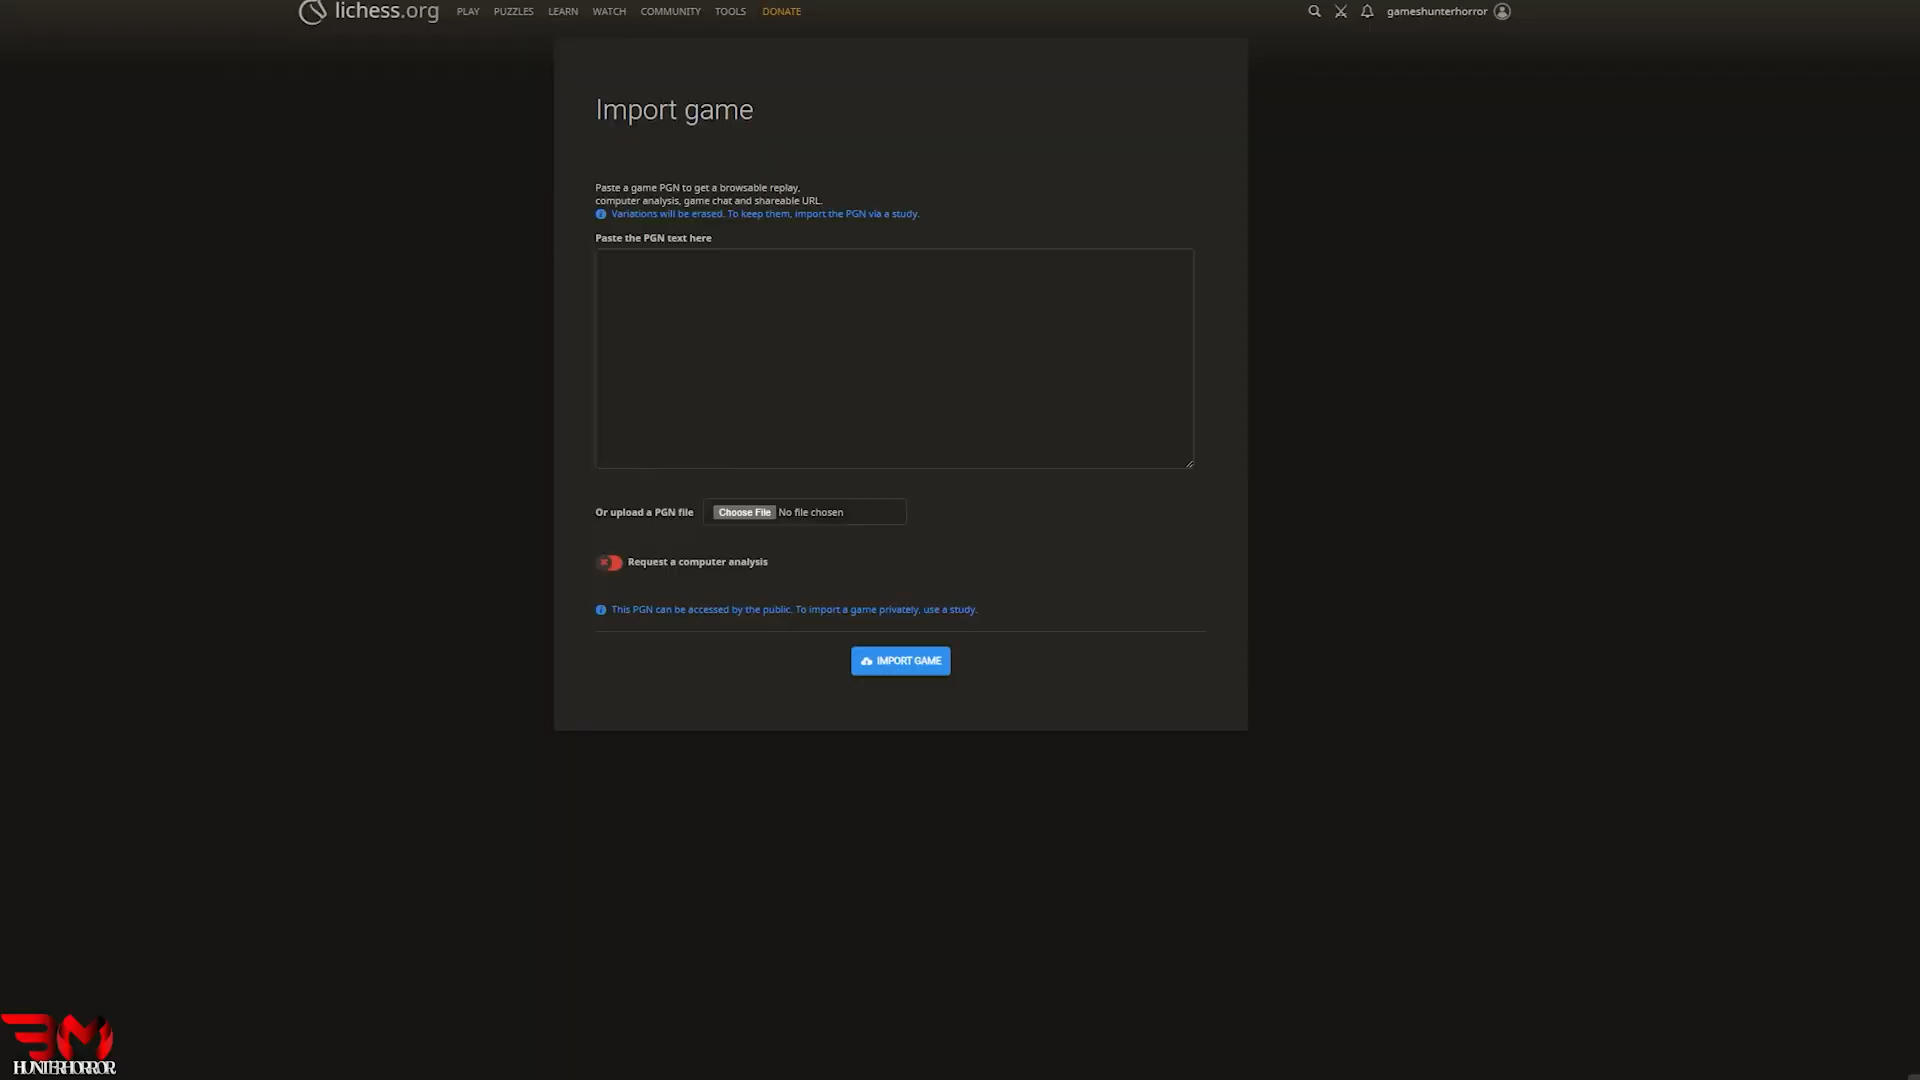 lichess.org PLAY PUZZLES LEARN WATCH COMMUNITY TOOLS DONATE gameshunterhorror
Import game
Paste a game PGN to get a browsable replay,
computer analysis, game chat and shareable URL.
Variations will be erased. To keep them, import the PGN via a study.
Paste the PGN text here
Or upload a PGN file Choose File No file chosen
Request a computer analysis
This PGN can be accessed by the public. To import a game privately, use a study.
IMPORT GAME
3M
HUNTERHORROR